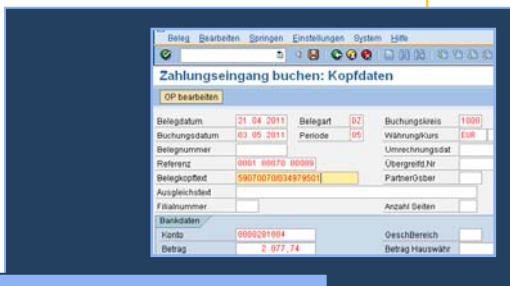 Beleg Bearbeiten Springen Einstellungen System Hilfe
Zahlungseingang buchen: Kopfdaten
OP bearbeiten
Belegdatum 21.04.2011 Belegart DZ Buchungskreis 1000
Buchungsdatum 03.05.2011 Periode 05 Währung/Kurs EUR
Belegnummer Umrechnungsdat
Referenz 0001 00070 00009 Übergreifd.Nr
Belegkopftext 59070070/034979501 PartnerGsber
Ausgleichstext
Filialnummer Anzahl Seiten
Bankdaten
Konto 0000281084 GeschBereich
Betrag 2.077,74 Betrag Hauswähr